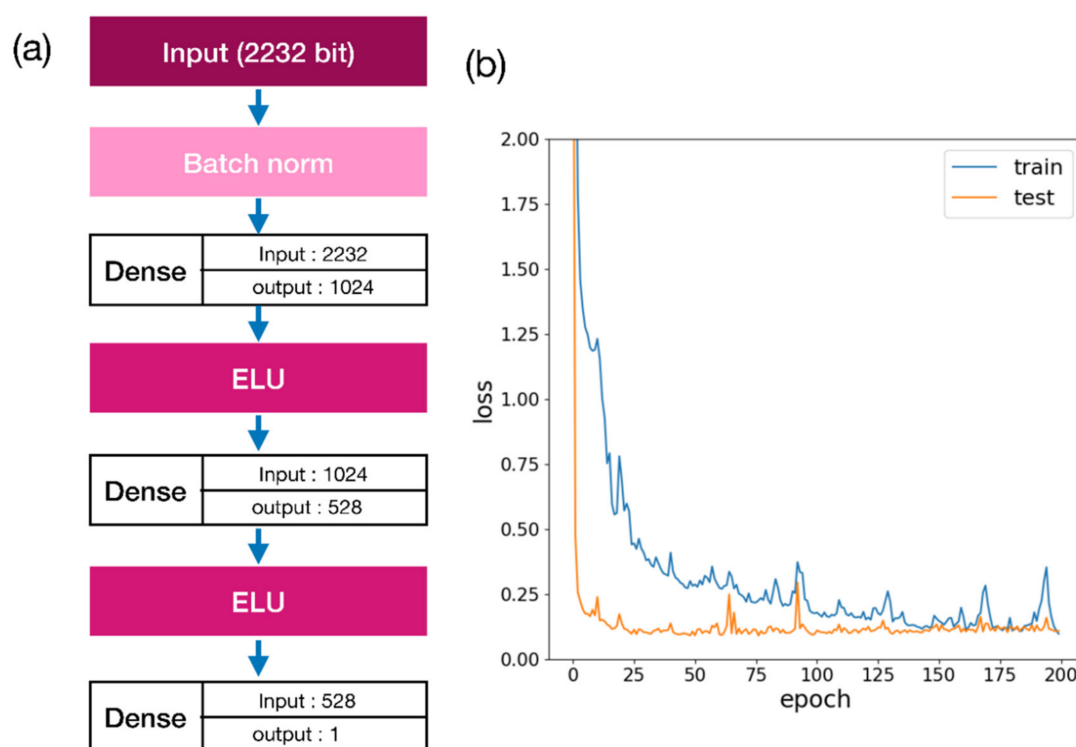 (a)
Input (2232 bit)
Batch norm
Dense
Input : 2232
output : 1024
ELU
Dense
Input : 1024
output : 528
ELU
Dense
Input : 528
output : 1
(b)
2.00
1.75
1.50
1.25
1.00
0.75
0.50
0.25
0.00
loss
train
test
0 25 50 75 100 125 150 175 200
epoch